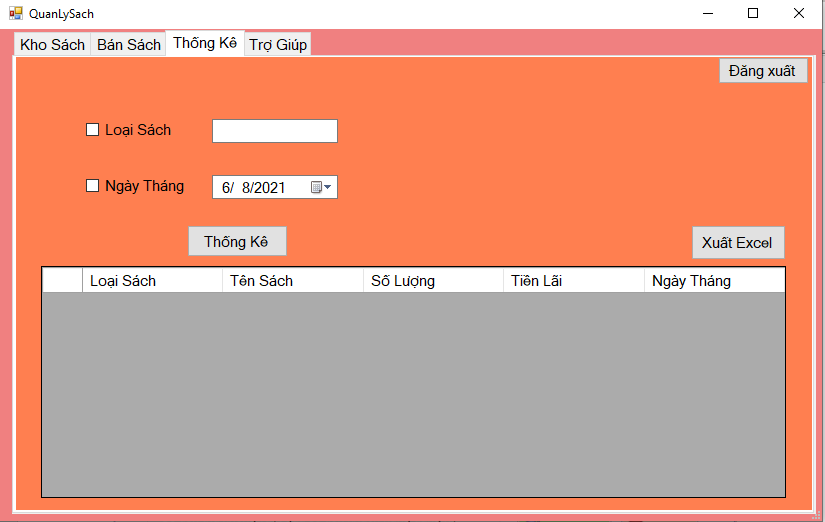 QuanLySach
Kho Sách Bán Sách Thống Kê Trợ Giúp
Đăng xuất
Loại Sách
Ngày Tháng 6/ 8/2021
Thống Kê Xuất Excel
Loại Sách Tên Sách Số Lượng Tiền Lãi Ngày Tháng